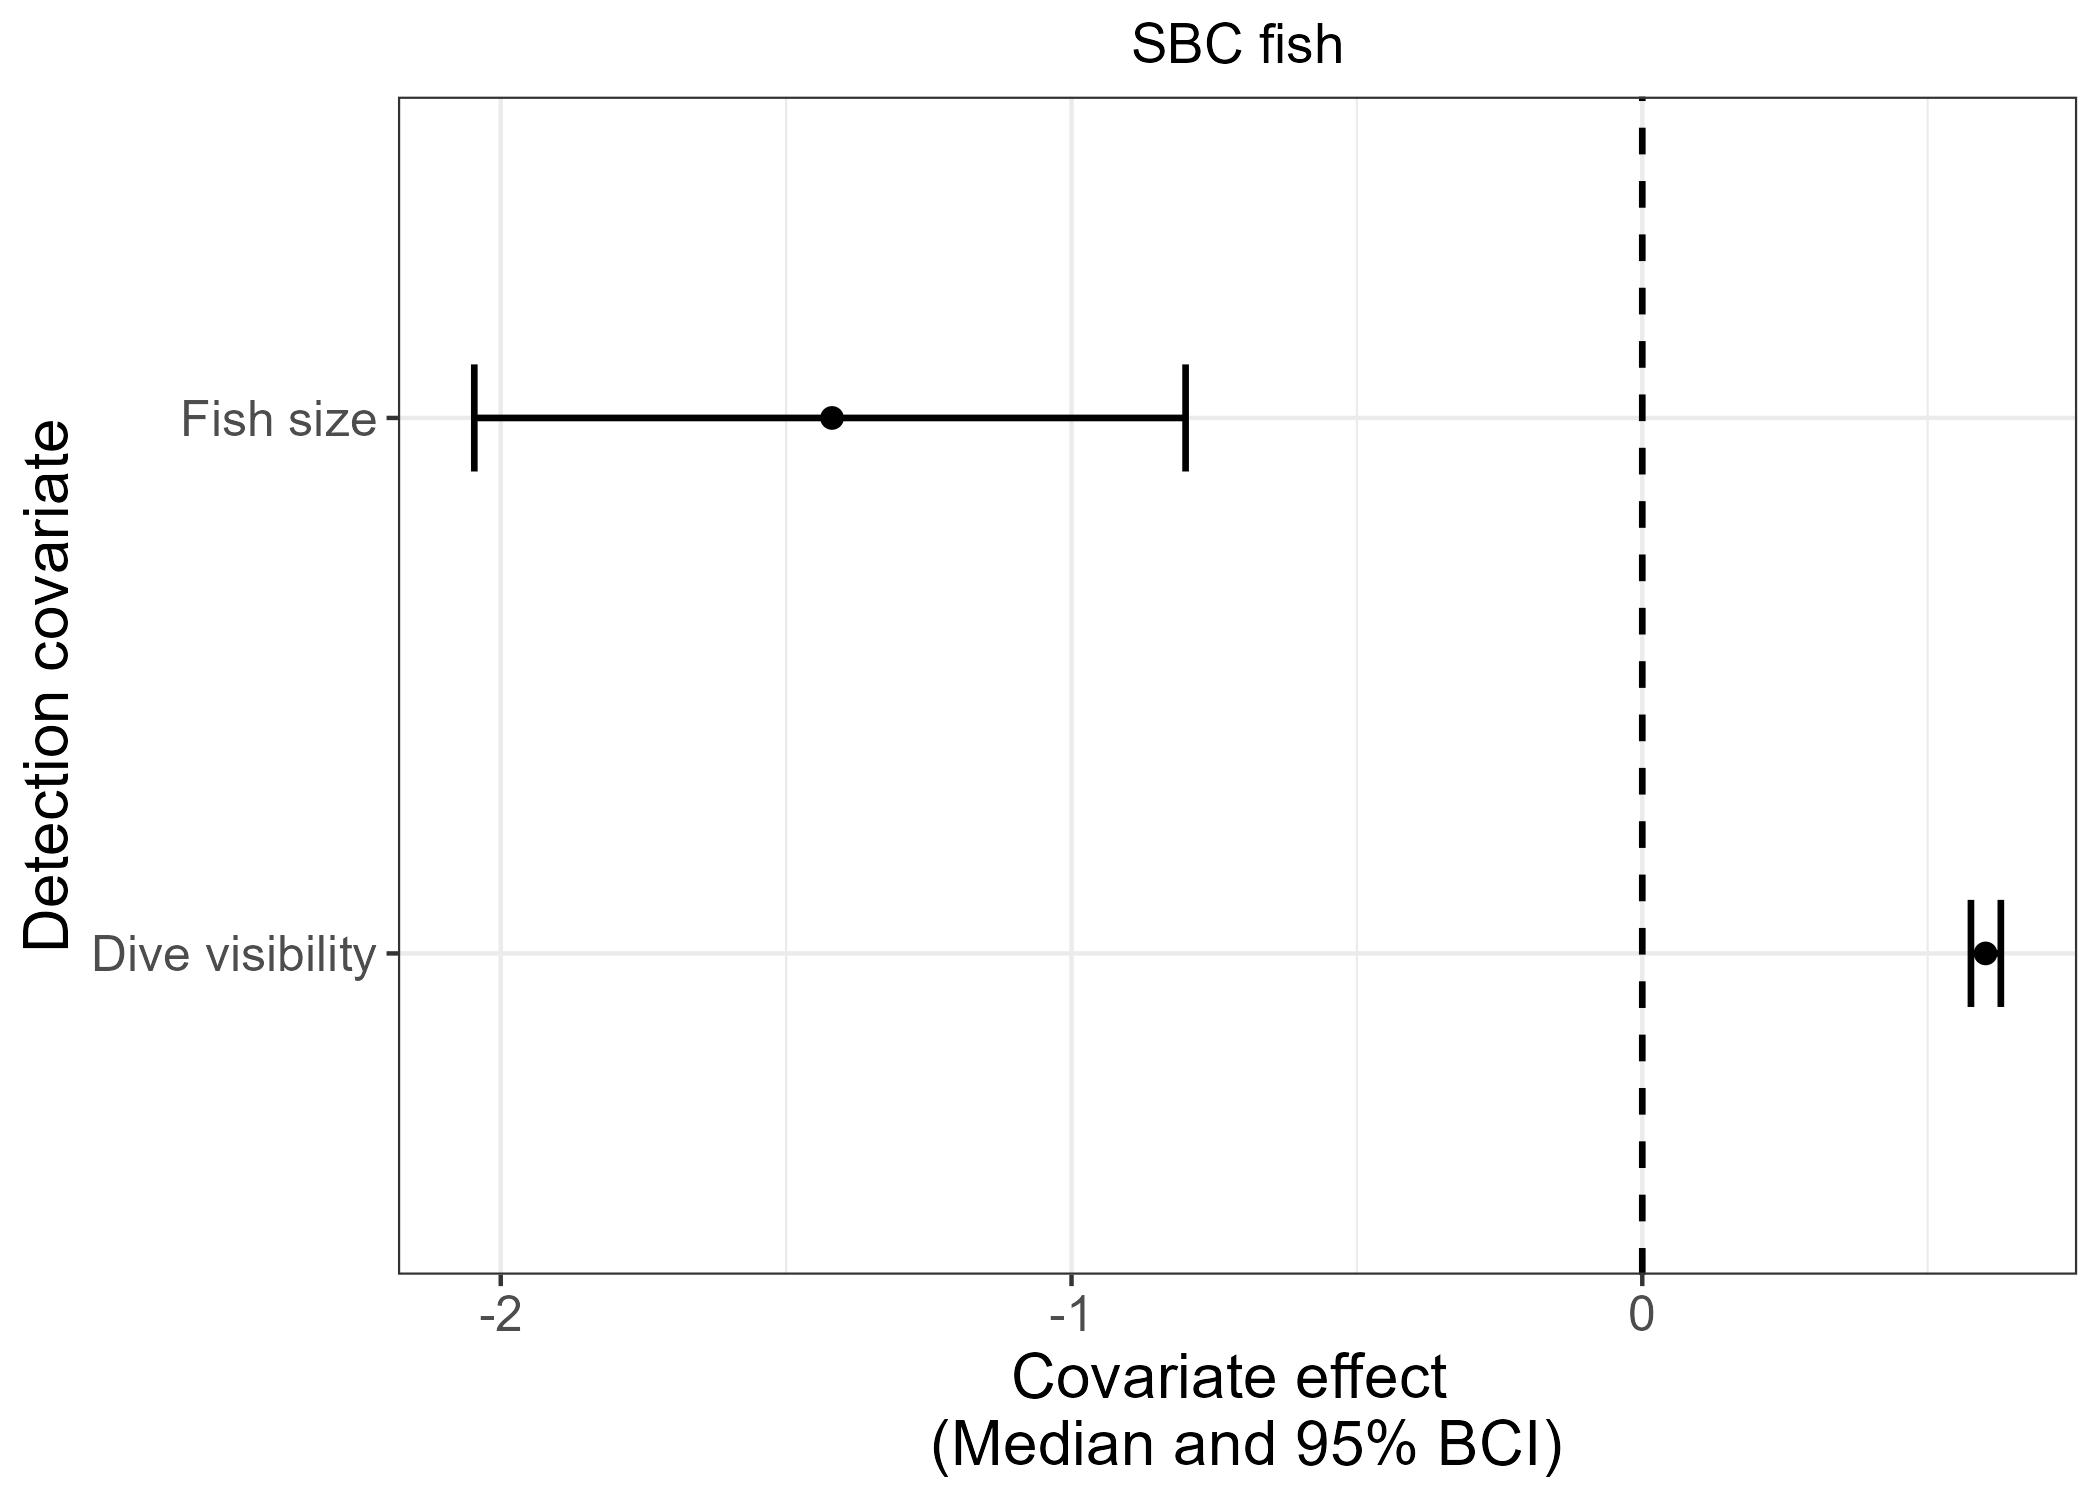 SBC fish
Detection covariate
Fish size
Dive visibility
-2
-1
0
Covariate effect
(Median and 95% BCI)